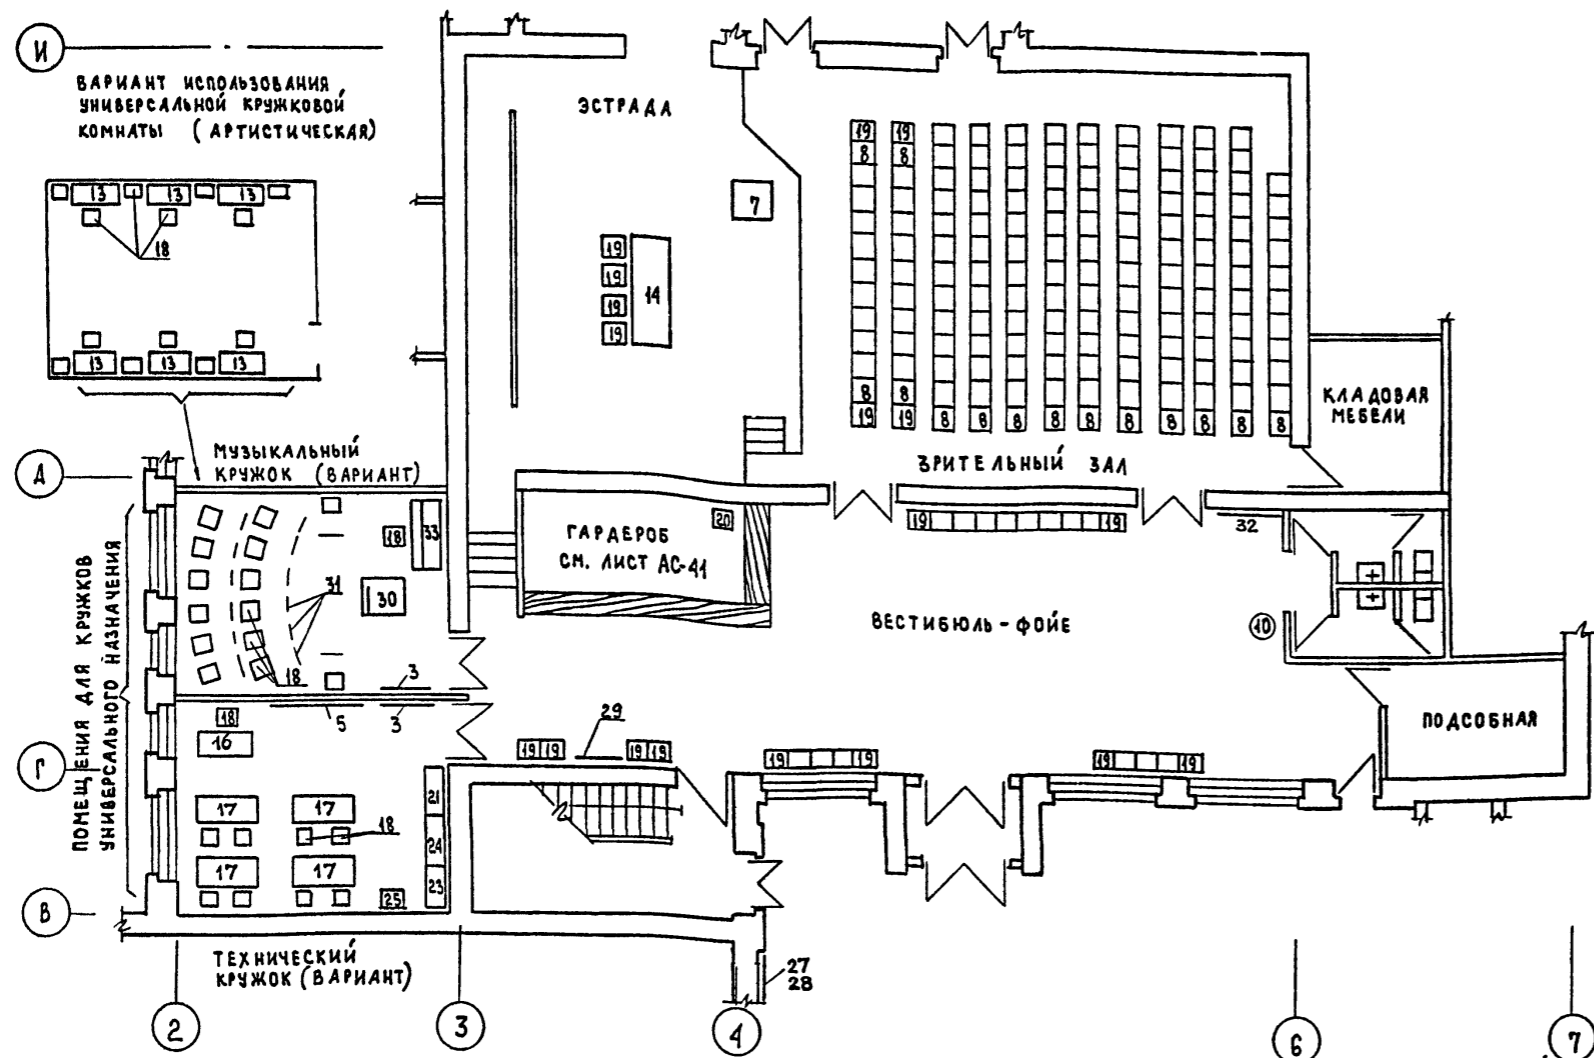 И
ВАРИАНТ ИСПОЛЬЗОВАНИЯ
УНИВЕРСАЛЬНОЙ КРУЖКОВОЙ
КОМНАТЫ (АРТИСТИЧЕСКАЯ)
13 13 13
18
13 13 13
ЭСТРАДА
7
19
19
19
19
14
19 19
8 8
8 8
19 19 8 8 8 8 8 8 8 8 8 8
ЗРИТЕЛЬНЫЙ ЗАЛ
КЛАДОВАЯ
МЕБЕЛИ
Д
МУЗЫКАЛЬНЫЙ
КРУЖОК (ВАРИАНТ)
ПОМЕЩЕНИЯ ДЛЯ КРУЖКОВ
УНИВЕРСАЛЬНОГО НАЗНАЧЕНИЯ
18
33
31
30
18
3
ГАРДЕРОБ
СМ. ЛИСТ АС-41
20
19 19
32
ВЕСТИБЮЛЬ-ФОЙЕ
10
ПОДСОБНАЯ
Г
18
16
5
3
29
19 19 19 19
19 19
19 19
17 17
18
17 17
21
24
23
25
В
ТЕХНИЧЕСКИЙ
КРУЖОК (ВАРИАНТ)
27
28
2
3
4
6
7